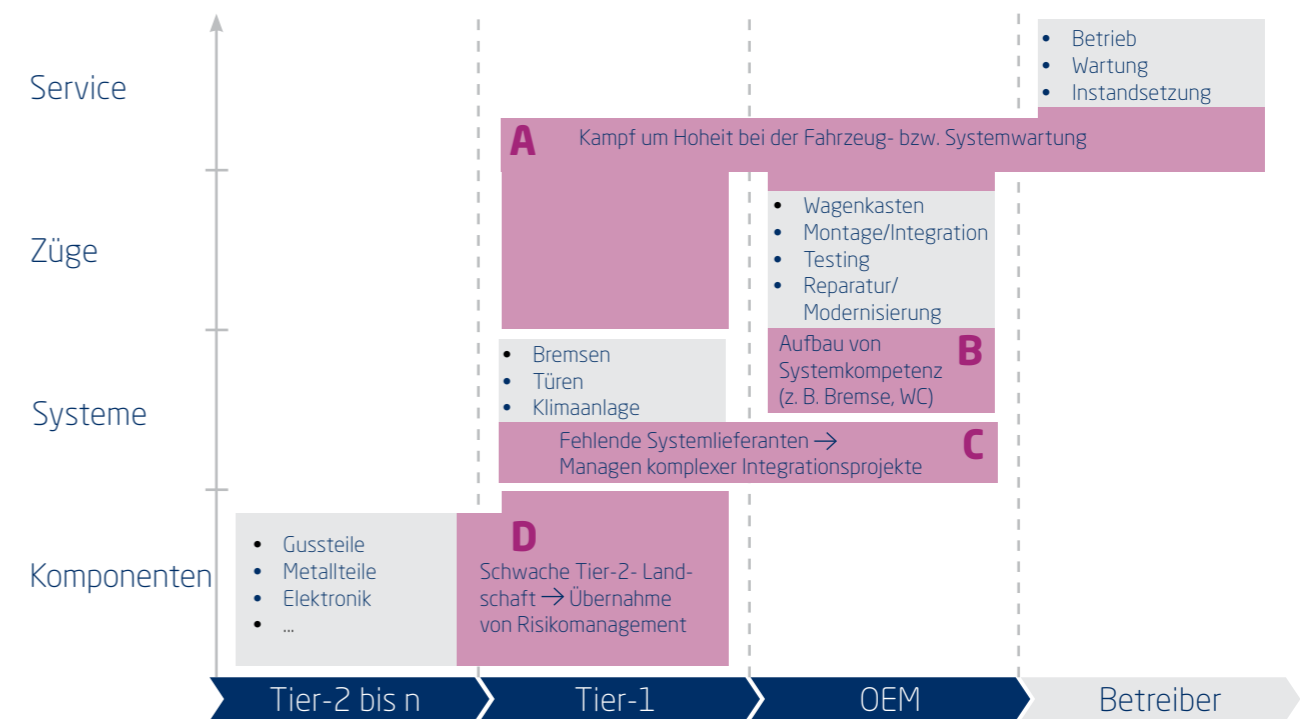 Service
• Betrieb
• Wartung
• Instandsetzung
A Kampf um Hoheit bei der Fahrzeug- bzw. Systemwartung
Züge
• Wagenkasten
• Montage/Integration
• Testing
• Reparatur/
Modernisierung
Systeme
• Bremsen
• Türen
• Klimaanlage
Aufbau von
Systemkompetenz
(z. B. Bremse, WC)
B
Fehlende Systemlieferanten →
Managen komplexer Integrationsprojekte
C
Komponenten
• Gussteile
• Metallteile
• Elektronik
• ...
D
Schwache Tier-2- Land-
schaft → Übernahme
von Risikomanagement
Tier-2 bis n
Tier-1
OEM
Betreiber